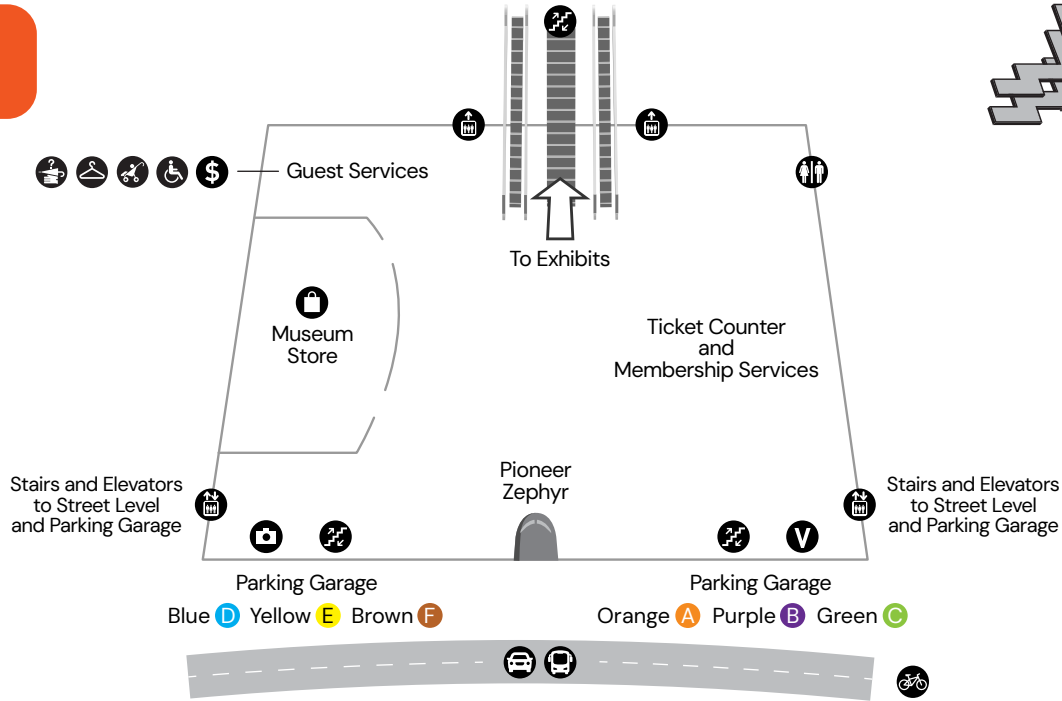 Guest Services
To Exhibits
Museum
Store
Ticket Counter
and
Membership Services
Stairs and Elevators
to Street Level
and Parking Garage
Pioneer
Zephyr
Stairs and Elevators
to Street Level
and Parking Garage
V
Parking Garage
Blue D Yellow E Brown F
Parking Garage
Orange A Purple B Green C